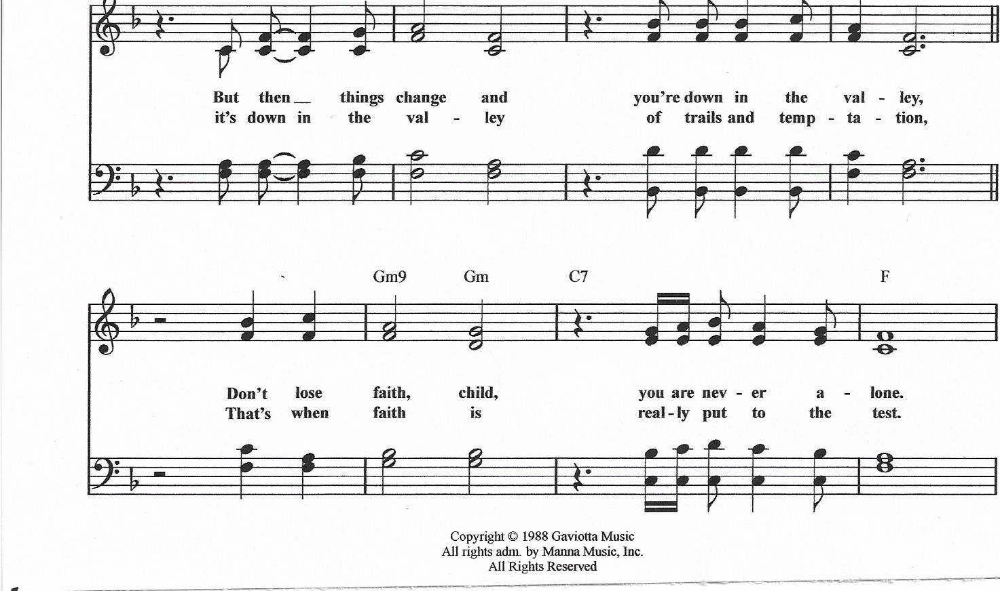 But then things change and you're down in the val - ley,
it's down in the val - ley of trails and temp - ta - tion,
Gm9 Gm C7 F
Don't lose faith, child, you are nev - er a - lone.
That's when faith is real - ly put to the test.
Copyright © 1988 Gaviotta Music
All rights adm. by Manna Music, Inc.
All Rights Reserved